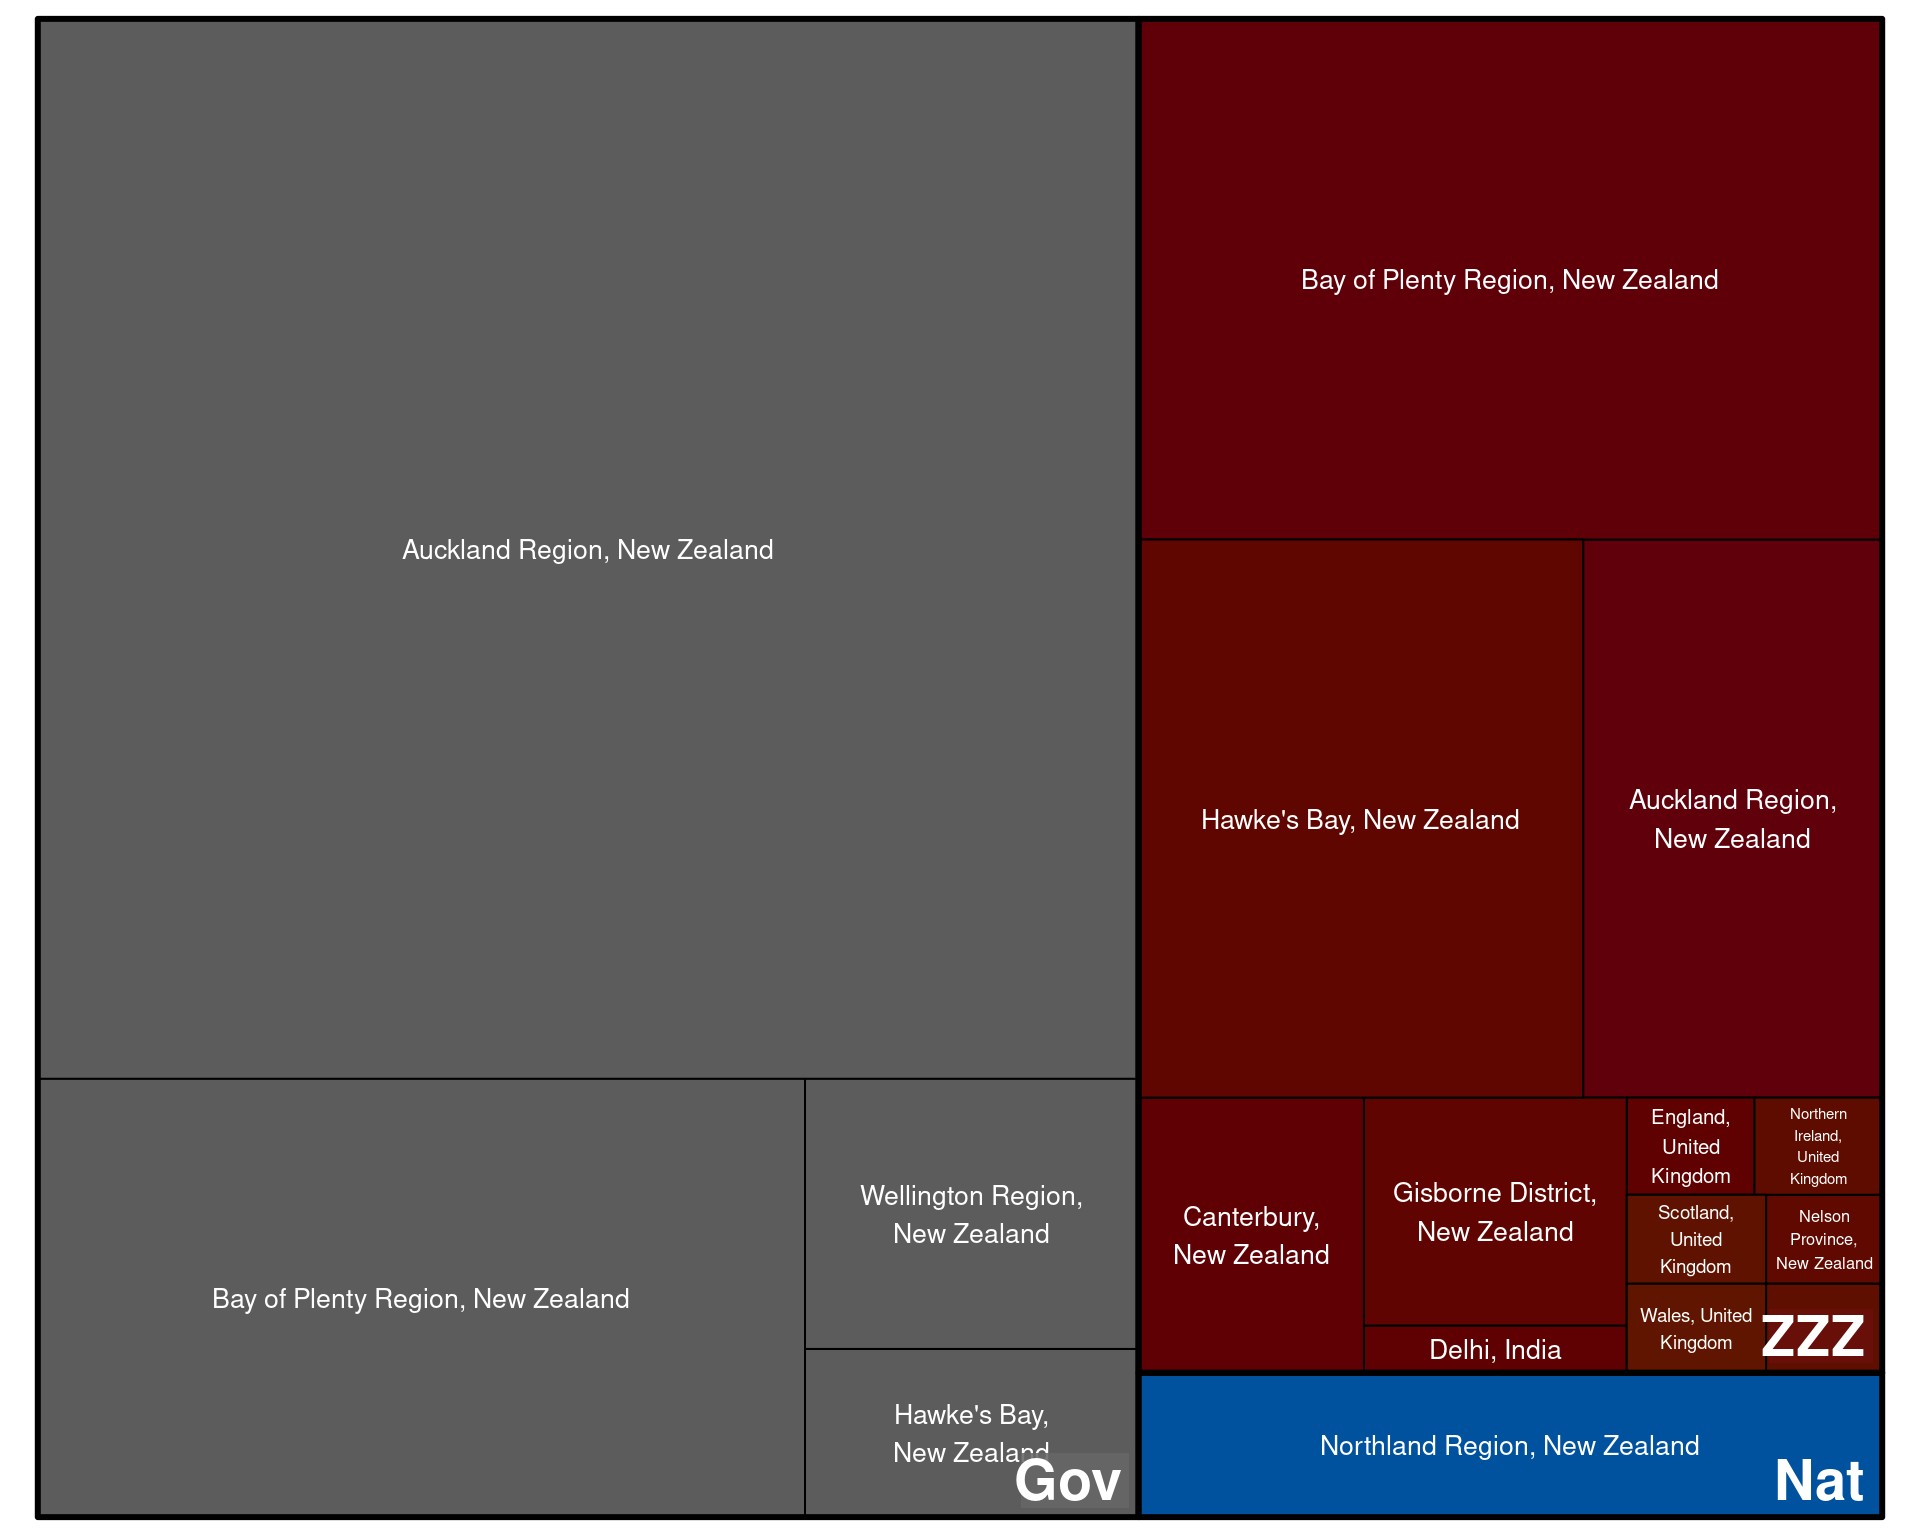 Auckland Region, New Zealand
Bay of Plenty Region, New Zealand
Wellington Region,
New Zealand
Hawke's Bay,
New Zealand
Gov
Bay of Plenty Region, New Zealand
Hawke's Bay, New Zealand
Auckland Region,
New Zealand
Canterbury,
New Zealand
Gisborne District,
New Zealand
Delhi, India
England,
United
Kingdom
Northern
Ireland,
United
Kingdom
Scotland,
United
Kingdom
Nelson
Province,
New Zealand
Wales, United
Kingdom
ZZZ
Northland Region, New Zealand
Nat